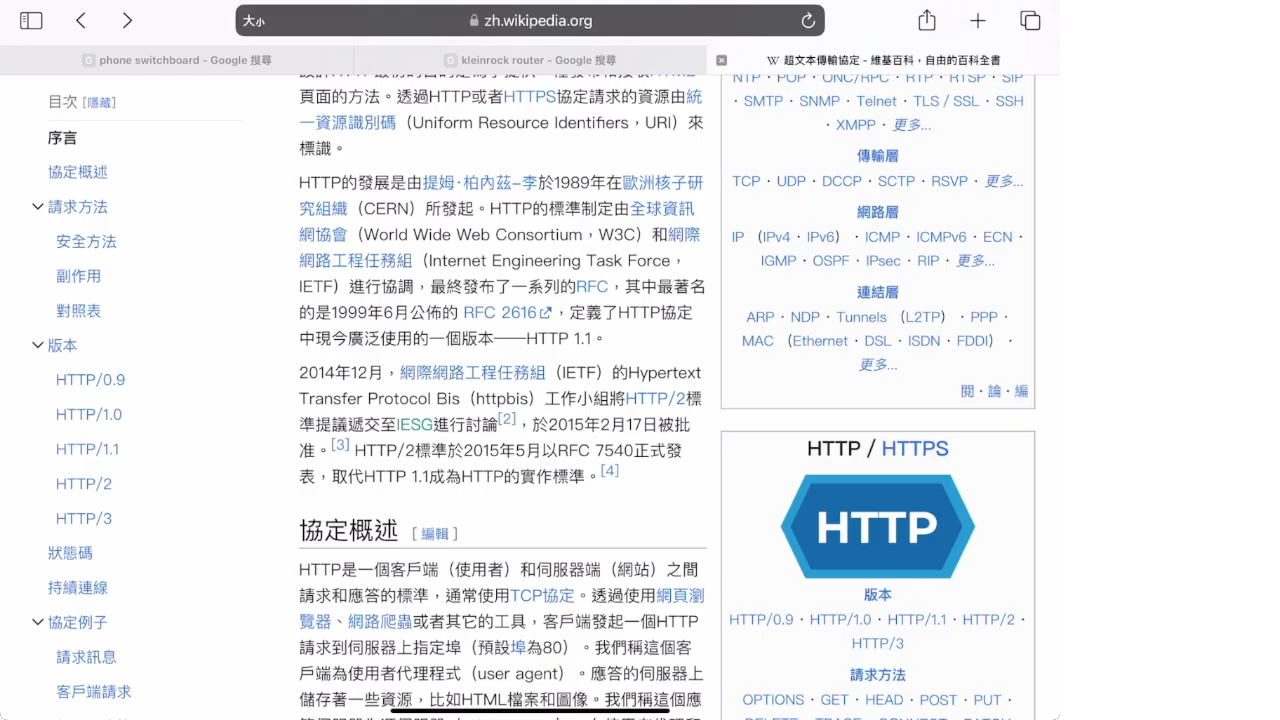 大小
zh.wikipedia.org
phone switchboard - Google 搜尋
kleinrock router - Google 搜尋
W 超文本傳輸協定 - 維基百科，自由的百科全書
目次 [隱藏]
序言
協定概述
請求方法
安全方法
副作用
對照表
版本
HTTP/0.9
HTTP/1.0
HTTP/1.1
HTTP/2
HTTP/3
狀態碼
持續連線
協定例子
請求訊息
客戶端請求
頁面的方法。透過HTTP或者HTTPS協定請求的資源由統
一資源識別碼（Uniform Resource Identifiers，URI）來
標識。
HTTP的發展是由提姆·柏內茲-李於1989年在歐洲核子研
究組織（CERN）所發起。HTTP的標準制定由全球資訊
網協會（World Wide Web Consortium，W3C）和網際
網路工程任務組（Internet Engineering Task Force，
IETF）進行協調，最終發布了一系列的RFC，其中最著名
的是1999年6月公佈的 RFC 2616，定義了HTTP協定
中現今廣泛使用的一個版本——HTTP 1.1。
2014年12月，網際網路工程任務組（IETF）的Hypertext
Transfer Protocol Bis（httpbis）工作小組將HTTP/2標
準提議遞交至IESG進行討論[2]，於2015年2月17日被批
准。[3] HTTP/2標準於2015年5月以RFC 7540正式發
表，取代HTTP 1.1成為HTTP的實作標準。[4]
協定概述 [編輯]
HTTP是一個客戶端（使用者）和伺服器端（網站）之間
請求和應答的標準，通常使用TCP協定。透過使用網頁瀏
覽器、網路爬蟲或者其它的工具，客戶端發起一個HTTP
請求到伺服器上指定埠（預設埠為80）。我們稱這個客
戶端為使用者代理程式（user agent）。應答的伺服器上
儲存著一些資源，比如HTML檔案和圖像。我們稱這個應
NTP · POP · ONC/RPC · RTP · RTSP · SIP
· SMTP · SNMP · Telnet · TLS / SSL · SSH
· XMPP · 更多...
傳輸層
TCP · UDP · DCCP · SCTP · RSVP · 更多...
網路層
IP （IPv4 · IPv6） · ICMP · ICMPv6 · ECN ·
IGMP · OSPF · IPsec · RIP · 更多...
連結層
ARP · NDP · Tunnels （L2TP） · PPP ·
MAC （Ethernet · DSL · ISDN · FDDI） ·
更多...
閱 · 論 · 編
HTTP / HTTPS
HTTP
版本
HTTP/0.9 · HTTP/1.0 · HTTP/1.1 · HTTP/2 ·
HTTP/3
請求方法
OPTIONS · GET · HEAD · POST · PUT ·